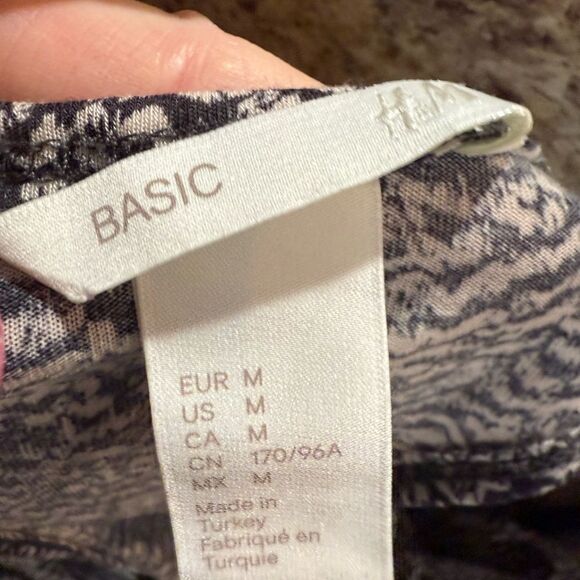 H&M
BASIC
EUR M
US M
CA M
CN 170/96A
MX M
Made in
Turkey
Fabriqué en
Turquie